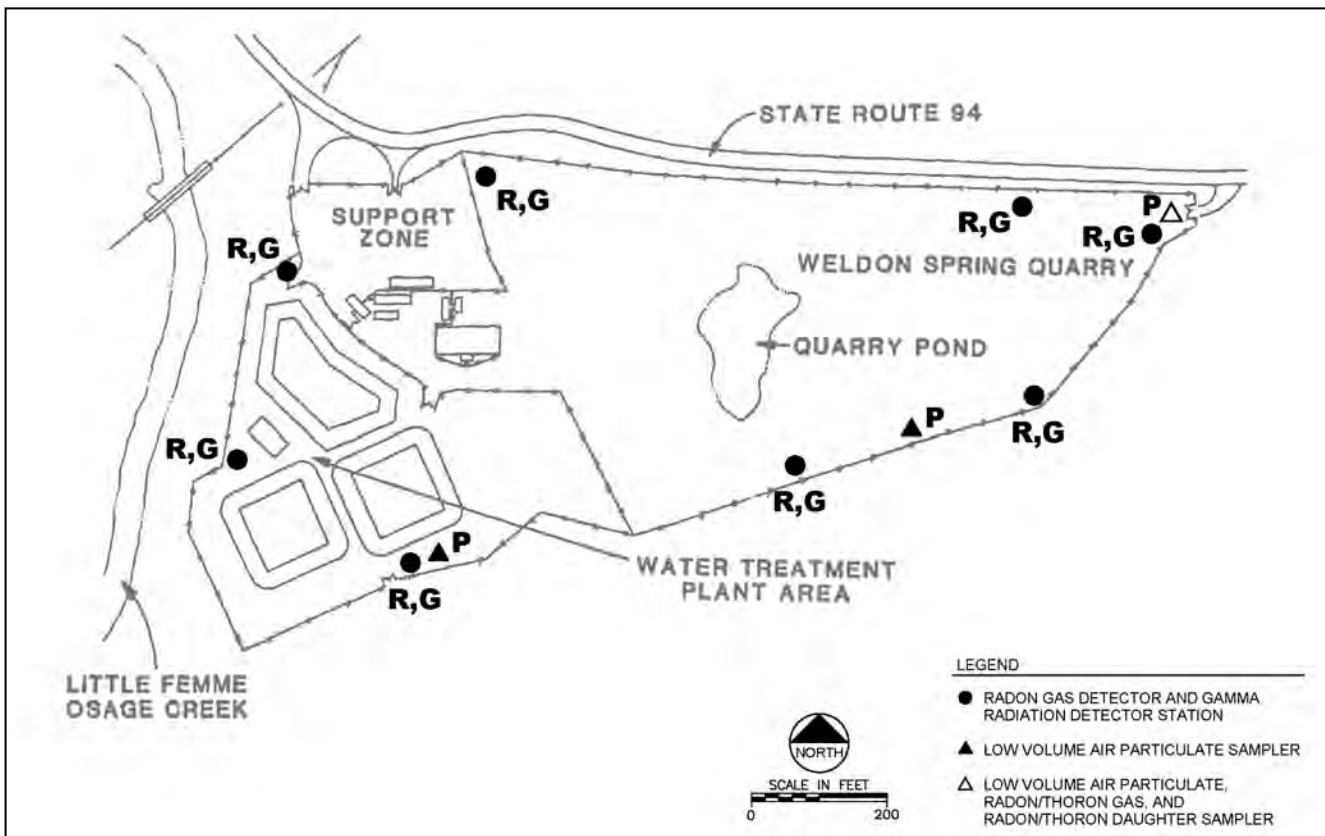 STATE ROUTE 94
R,G
SUPPORT
ZONE
R,G
P
R,G
R,G
WELDON SPRING QUARRY
QUARRY POND
R,G
P
R,G
R,G
P
R,G
WATER TREATMENT
PLANT AREA
LITTLE FEMME
OSAGE CREEK
NORTH
SCALE IN FEET
0 200
LEGEND
RADON GAS DETECTOR AND GAMMA
RADIATION DETECTOR STATION
LOW VOLUME AIR PARTICULATE SAMPLER
LOW VOLUME AIR PARTICULATE,
RADON/THORON GAS, AND
RADON/THORON DAUGHTER SAMPLER